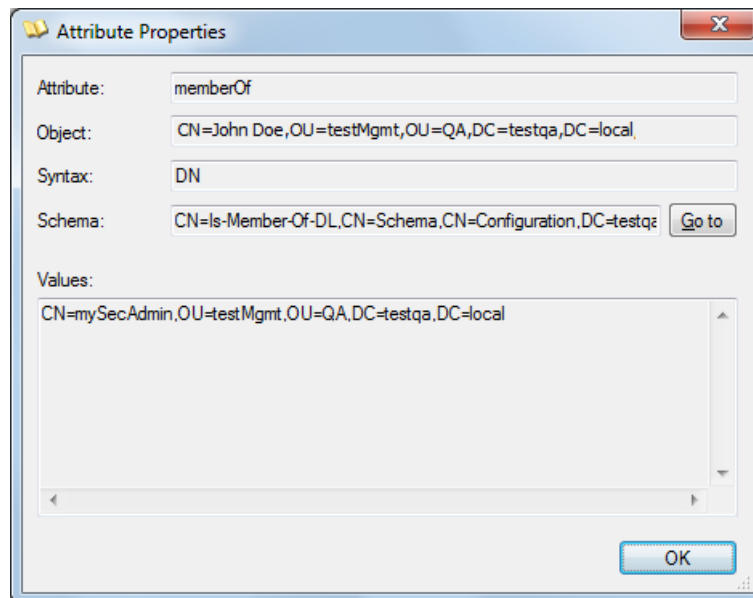 Attribute Properties
Attribute: memberOf
Object: CN=John Doe,OU=testMgmt,OU=QA,DC=testqa,DC=local,
Syntax: DN
Schema: CN=Is-Member-Of-DL,CN=Schema,CN=Configuration,DC=testqa Go to
Values:
CN=mySecAdmin,OU=testMgmt,OU=QA,DC=testqa,DC=local
OK